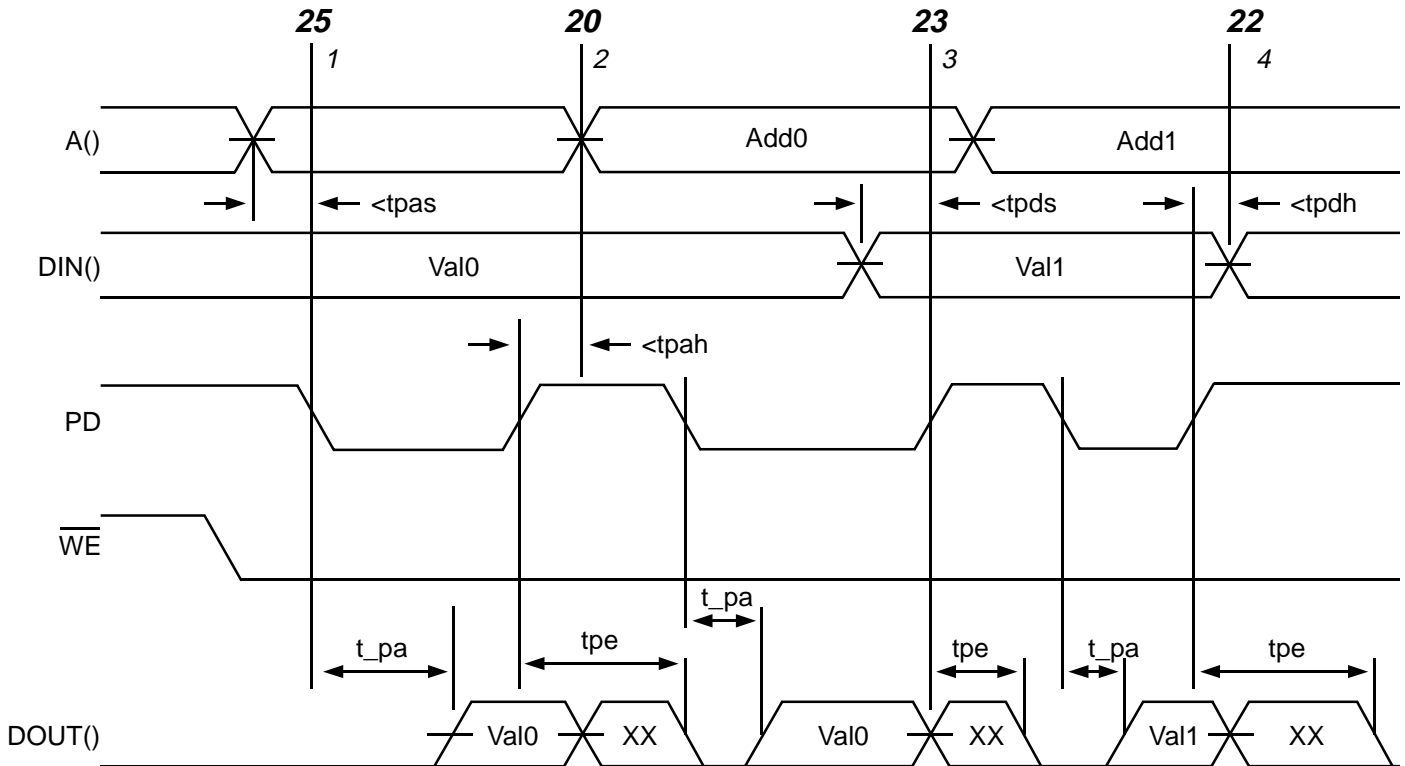 25 20 23 22
1 2 3 4
A() Add0 Add1
<tpas <tpds <tpdh
DIN() Val0 Val1
<tpah
PD
WE
t_pa
t_pa tpe tpe t_pa tpe
DOUT() Val0 XX Val0 XX Val1 XX